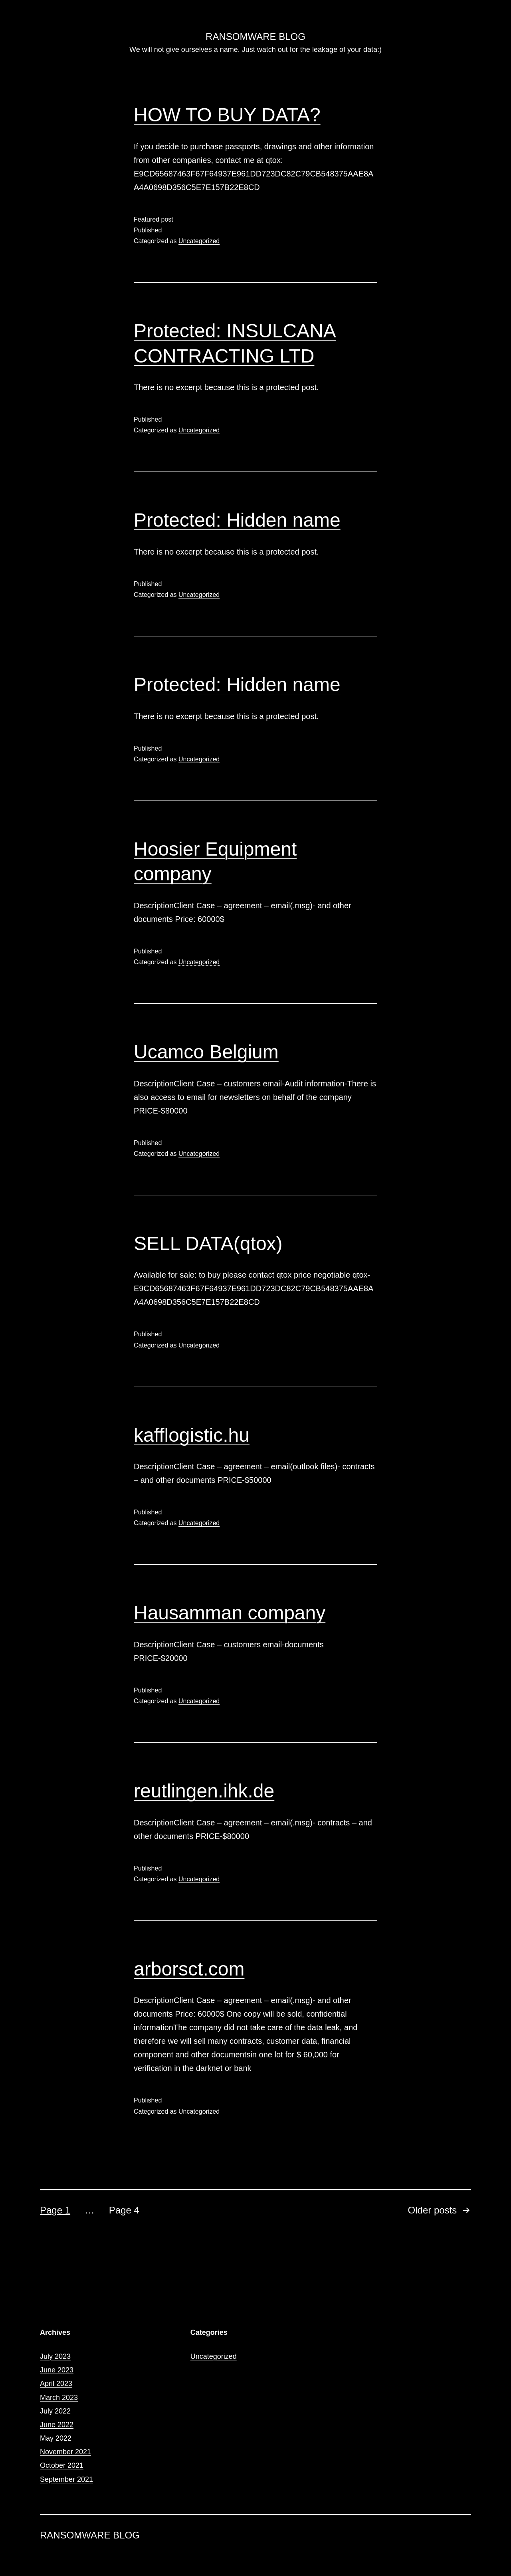 RANSOMWARE BLOG
We will not give ourselves a name. Just watch out for the leakage of your data:)
HOW TO BUY DATA?
If you decide to purchase passports, drawings and other information
from other companies, contact me at qtox:
E9CD65687463F67F64937E961DD723DC82C79CB548375AAE8A
A4A0698D356C5E7E157B22E8CD
Featured post
Published
Categorized as Uncategorized
Protected: INSULCANA
CONTRACTING LTD
There is no excerpt because this is a protected post.
Published
Categorized as Uncategorized
Protected: Hidden name
There is no excerpt because this is a protected post.
Published
Categorized as Uncategorized
Protected: Hidden name
There is no excerpt because this is a protected post.
Published
Categorized as Uncategorized
Hoosier Equipment
company
DescriptionClient Case – agreement – email(.msg)- and other
documents Price: 60000$
Published
Categorized as Uncategorized
Ucamco Belgium
DescriptionClient Case – customers email-Audit information-There is
also access to email for newsletters on behalf of the company
PRICE-$80000
Published
Categorized as Uncategorized
SELL DATA(qtox)
Available for sale: to buy please contact qtox price negotiable qtox-
E9CD65687463F67F64937E961DD723DC82C79CB548375AAE8A
A4A0698D356C5E7E157B22E8CD
Published
Categorized as Uncategorized
kafflogistic.hu
DescriptionClient Case – agreement – email(outlook files)- contracts
– and other documents PRICE-$50000
Published
Categorized as Uncategorized
Hausamman company
DescriptionClient Case – customers email-documents
PRICE-$20000
Published
Categorized as Uncategorized
reutlingen.ihk.de
DescriptionClient Case – agreement – email(.msg)- contracts – and
other documents PRICE-$80000
Published
Categorized as Uncategorized
arborsct.com
DescriptionClient Case – agreement – email(.msg)- and other
documents Price: 60000$ One copy will be sold, confidential
informationThe company did not take care of the data leak, and
therefore we will sell many contracts, customer data, financial
component and other documentsin one lot for $ 60,000 for
verification in the darknet or bank
Published
Categorized as Uncategorized
Page 1 … Page 4 Older posts →
Archives
July 2023
June 2023
April 2023
March 2023
July 2022
June 2022
May 2022
November 2021
October 2021
September 2021
Categories
Uncategorized
RANSOMWARE BLOG